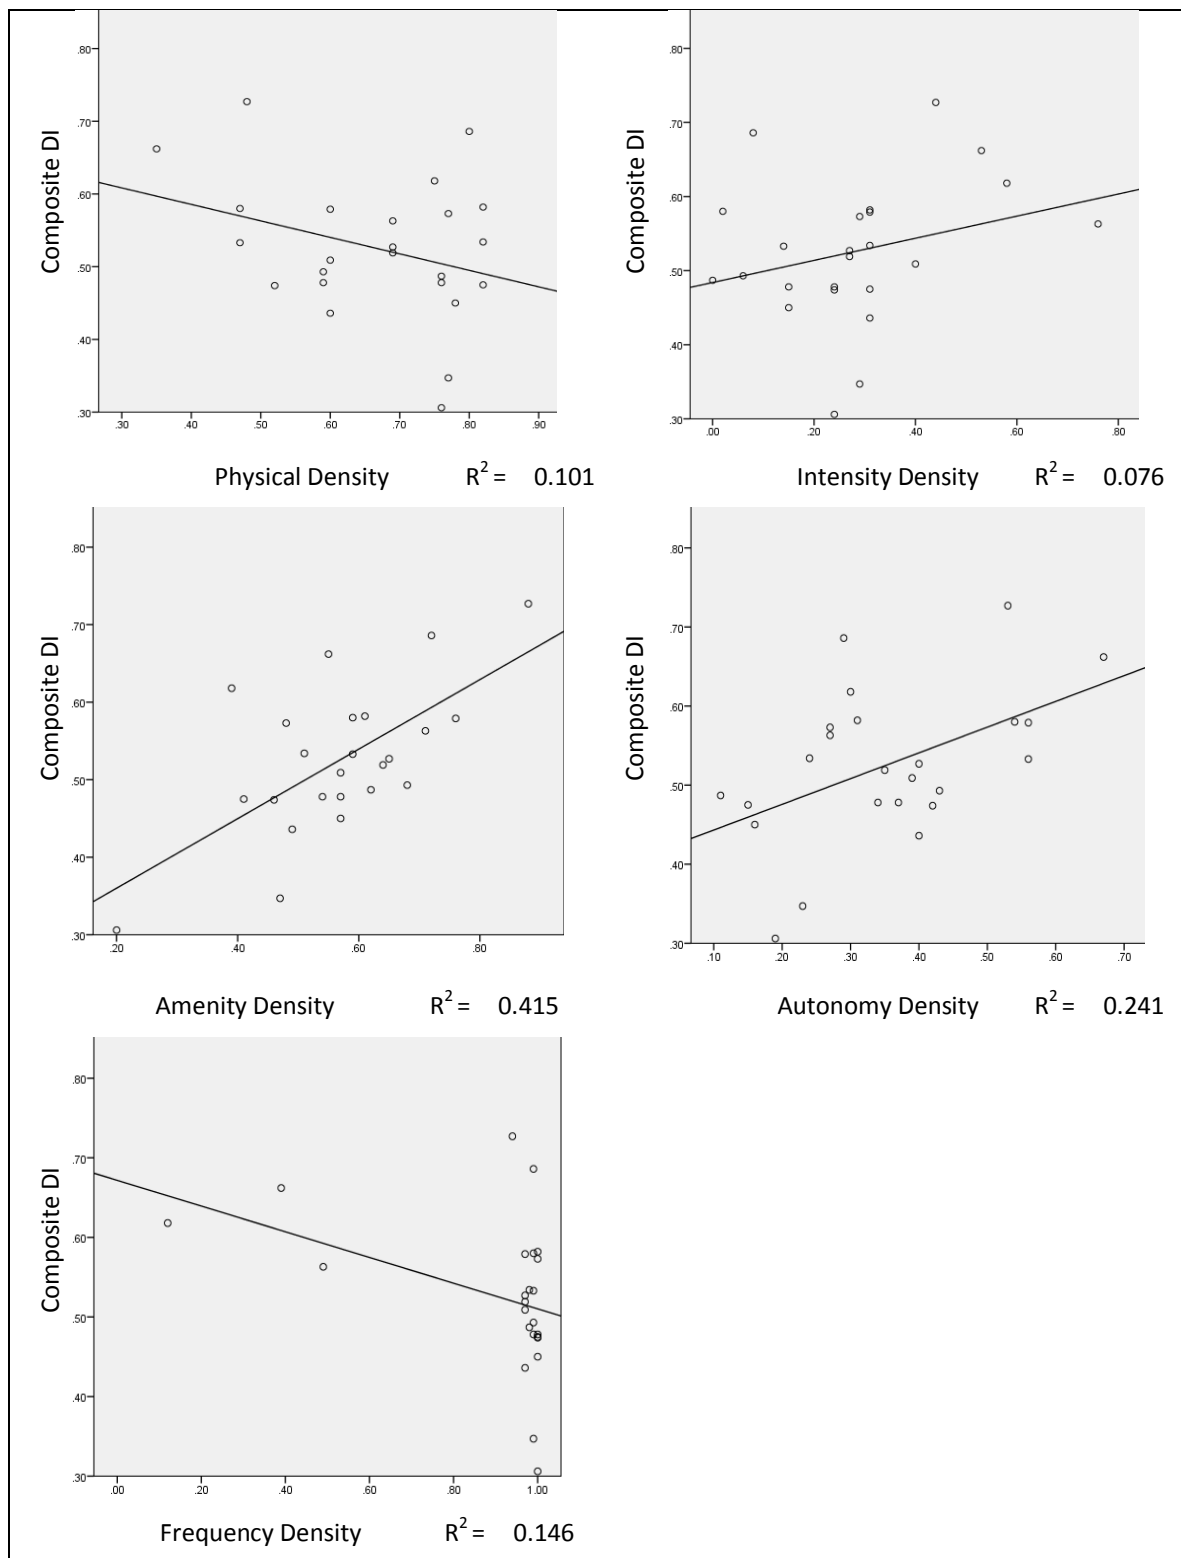 Composite DI
.80
.70
.60
.50
.40
.30
.30 .40 .50 .60 .70 .80 .90
Physical Density R² = 0.101
Composite DI
.80
.70
.60
.50
.40
.30
.00 .20 .40 .60 .80
Intensity Density R² = 0.076
Composite DI
.80
.70
.60
.50
.40
.30
.20 .40 .60 .80
Amenity Density R² = 0.415
Composite DI
.80
.70
.60
.50
.40
.30
.10 .20 .30 .40 .50 .60 .70
Autonomy Density R² = 0.241
Composite DI
.80
.70
.60
.50
.40
.30
.00 .20 .40 .60 .80 1.00
Frequency Density R² = 0.146